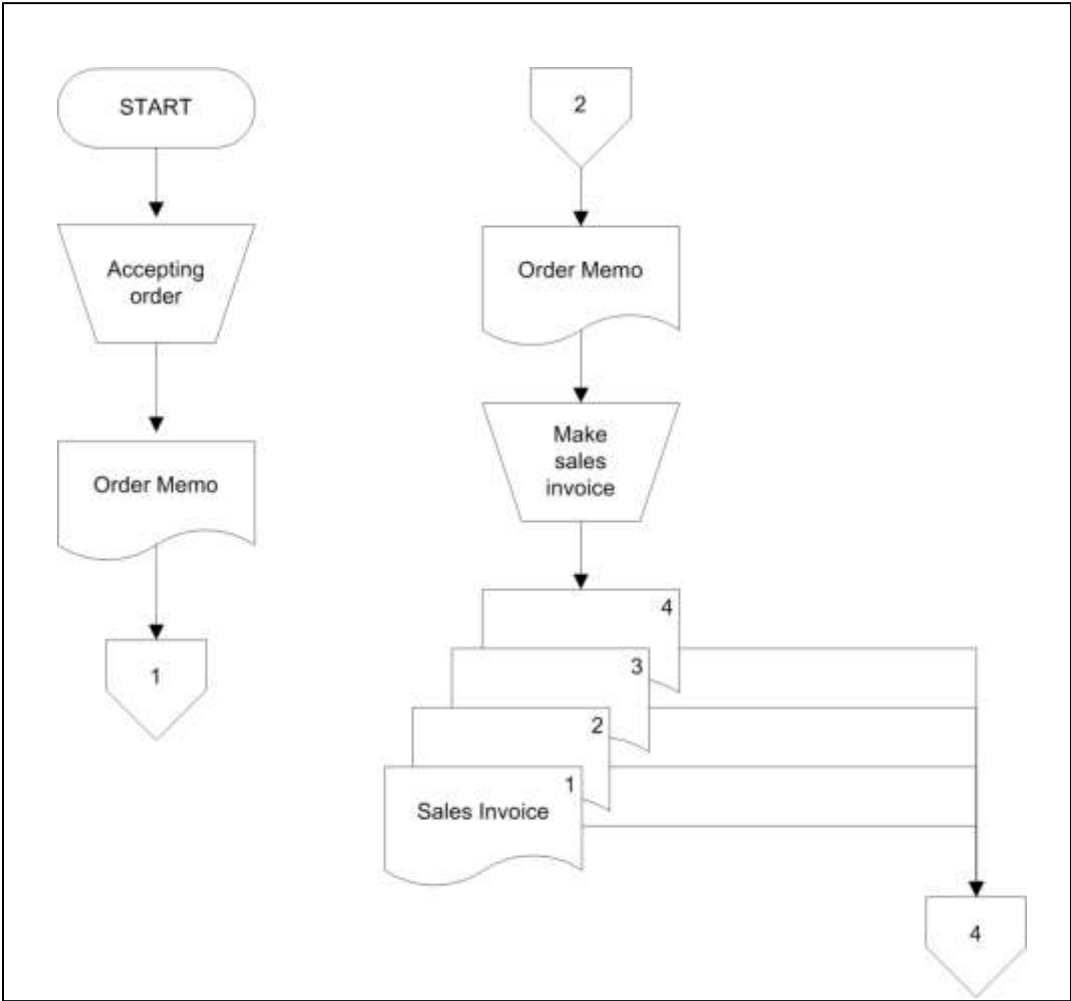 START
Accepting
order
Order Memo
1
2
Order Memo
Make
sales
invoice
4
3
2
1
Sales Invoice
4